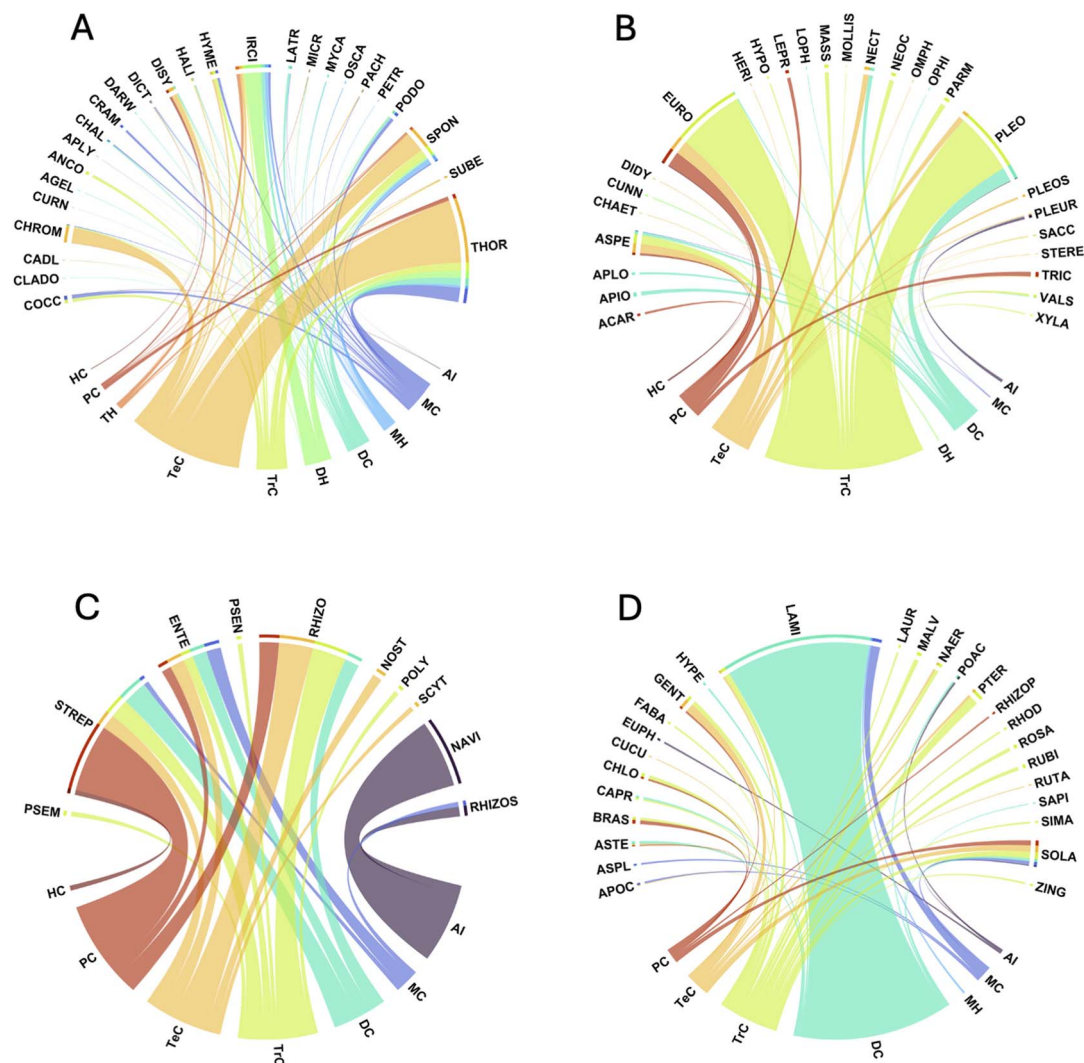 A
COCC
CLADO
CADL
CHROM
CURN
AGEL
ANCO
APLY
CHAL
CRAM
DARW
DICT
DISY
HALI
HYME
IRCI
LATR
MICR
MYCA
OSCA
PACH
PETR
PODO
SPON
SUBE
THOR
AI
MC
MH
DC
DH
TrC
TeC
TH
PC
HC
B
ACAR
APIO
APLO
ASPE
CHAET
CUNN
DIDY
EURO
HERI
HYPO
LEPR
LOPH
MASS
MOLLIS
NECT
NEOC
OMPH
OPHI
PARM
PLEO
PLEOS
PLEUR
SACC
STERE
TRIC
VALS
XYLA
AI
MC
DC
DH
TrC
TeC
PC
HC
C
PSEM
STREP
ENTE
PSEN
RHIZO
NOST
POLY
SCYT
NAVI
RHIZOS
AI
MC
DC
TrC
TeC
PC
HC
D
APOC
ASPL
ASTE
BRAS
CAPR
CHLO
CUCU
EUPH
FABA
GENT
HYPE
LAMI
LAUR
MALV
NAER
POAC
PTER
RHIZOP
RHOD
ROSA
RUBI
RUTA
SAPI
SIMA
SOLA
ZING
AI
MC
MH
DC
TrC
TeC
PC